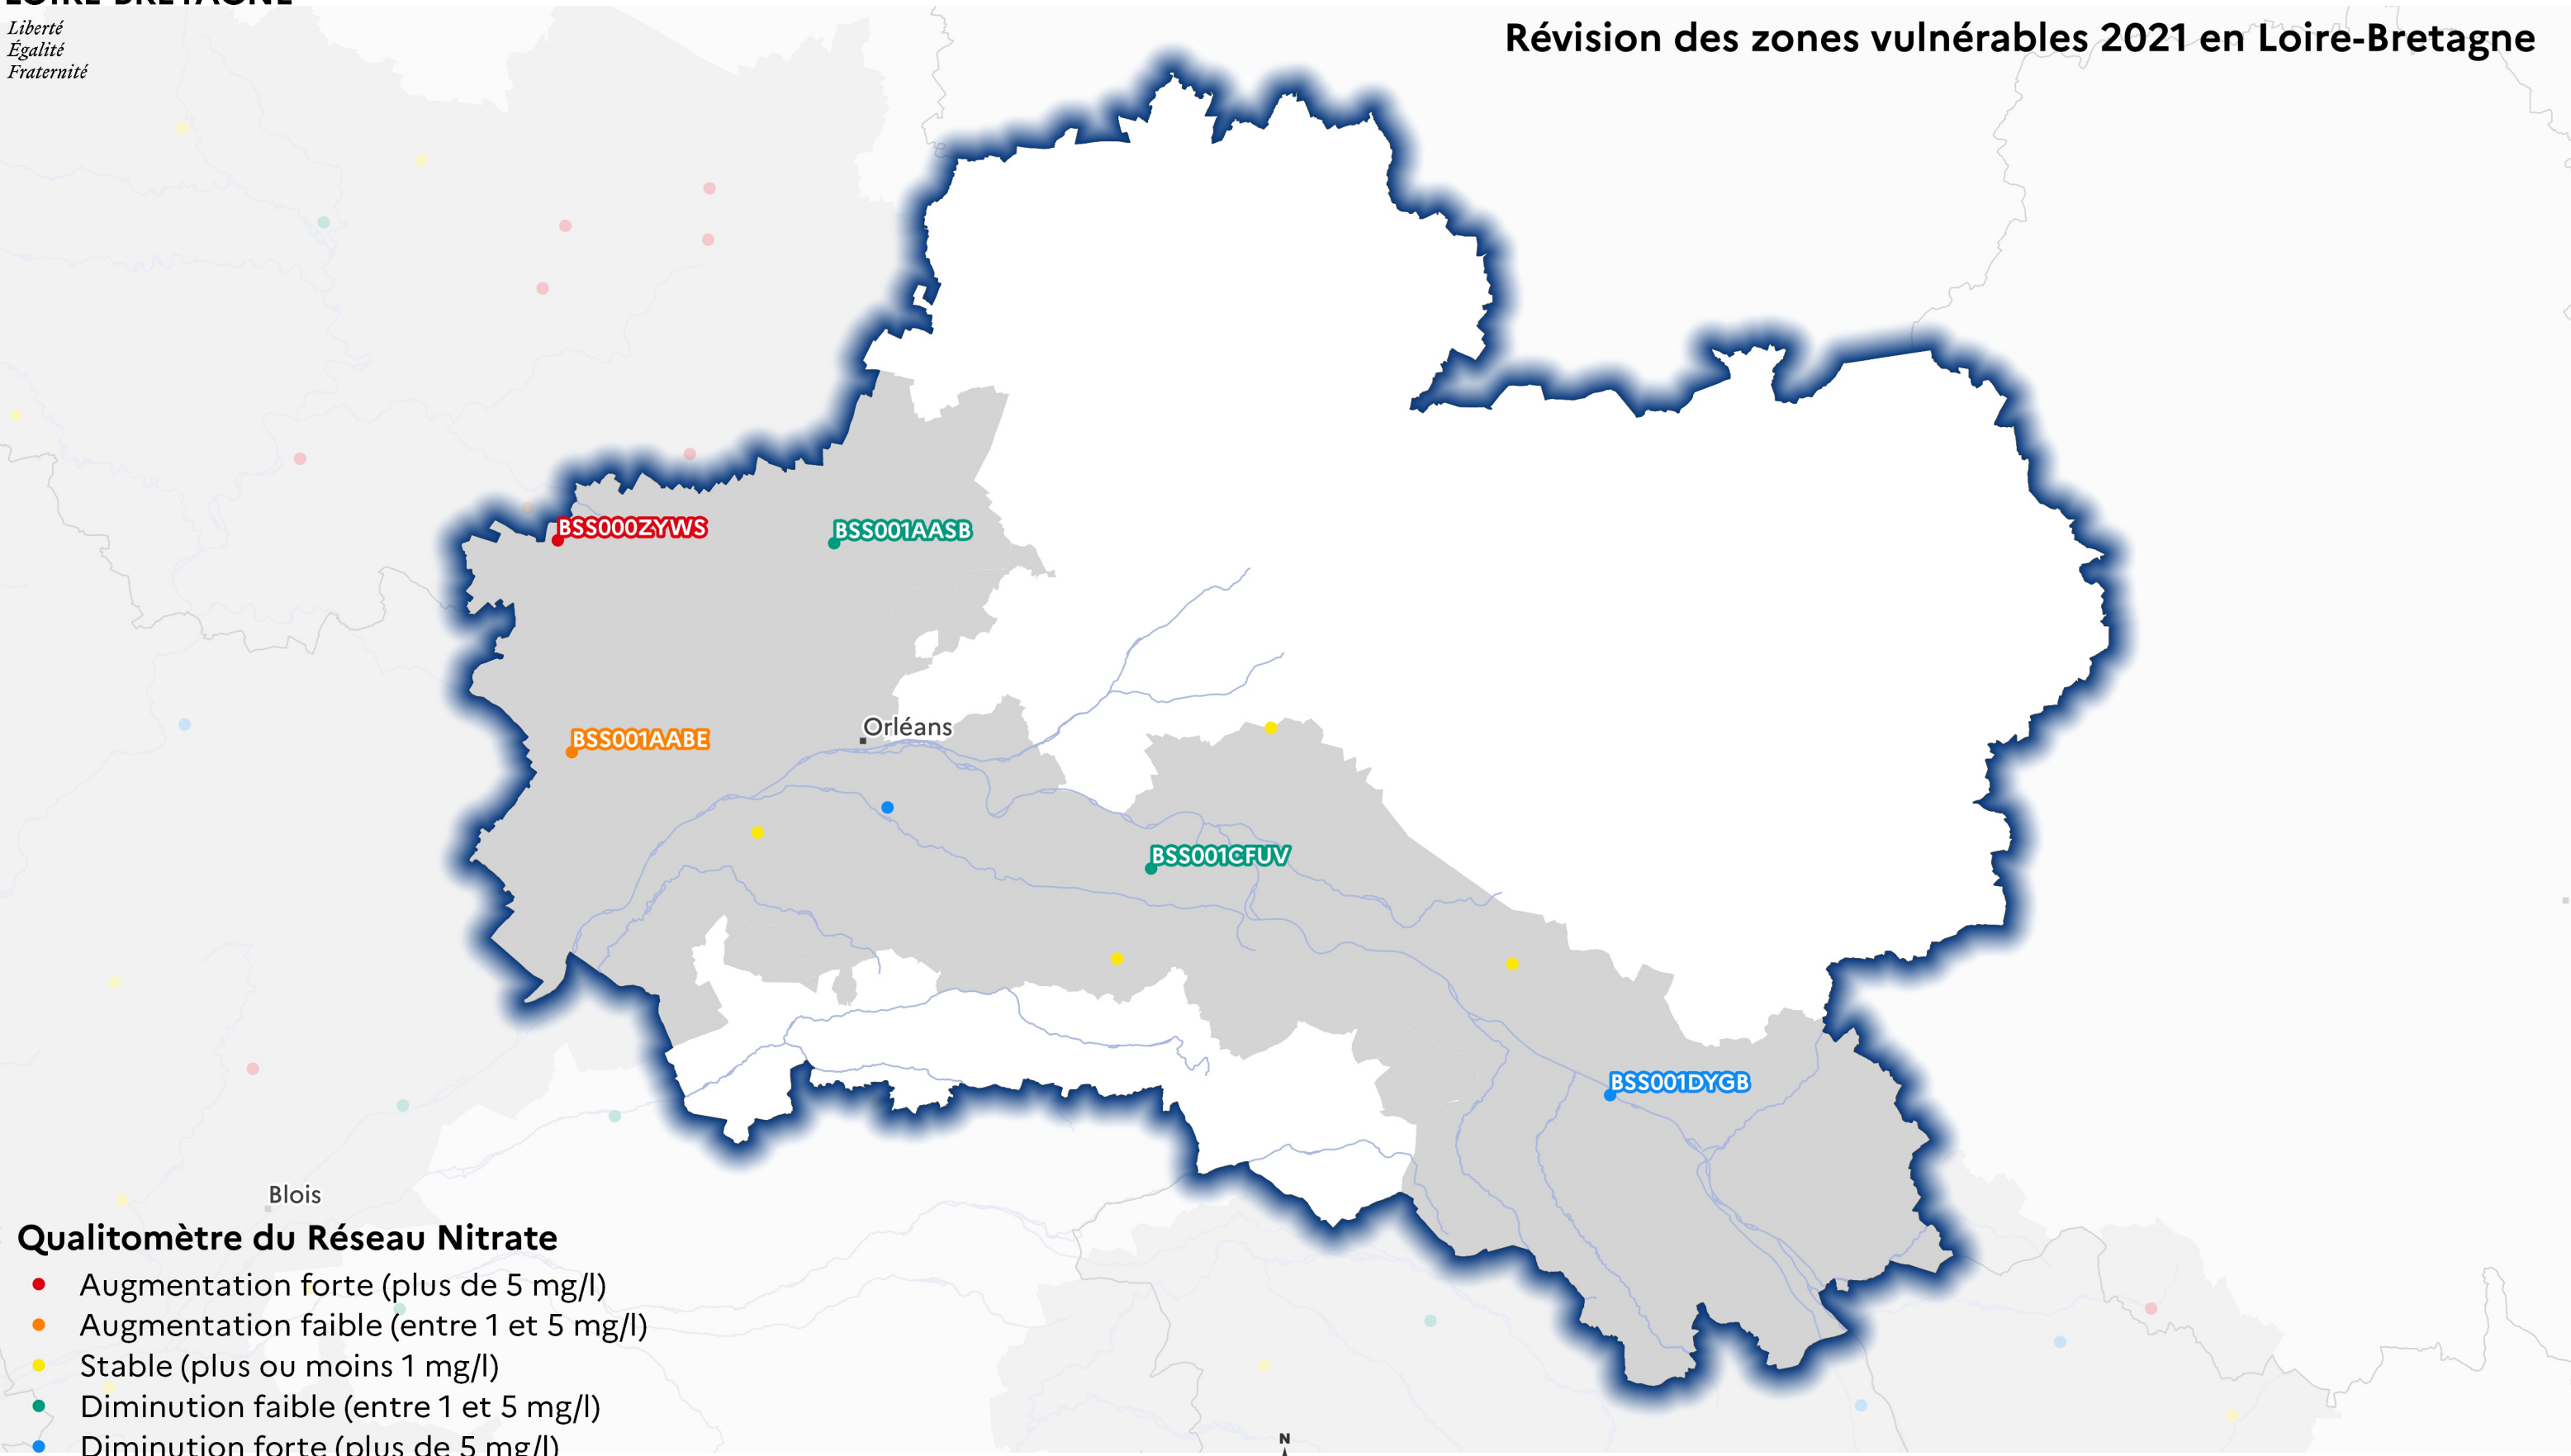 LOIRE-BRETAGNE
Liberté
Égalité
Fraternité
Révision des zones vulnérables 2021 en Loire-Bretagne
BSS000ZYWS
BSS001AASB
Orléans
BSS001AABE
BSS001CFUV
BSS001DYGB
Blois
Qualitomètre du Réseau Nitrate
Augmentation forte (plus de 5 mg/l)
Augmentation faible (entre 1 et 5 mg/l)
Stable (plus ou moins 1 mg/l)
Diminution faible (entre 1 et 5 mg/l)
Diminution forte (plus de 5 mg/l)
N